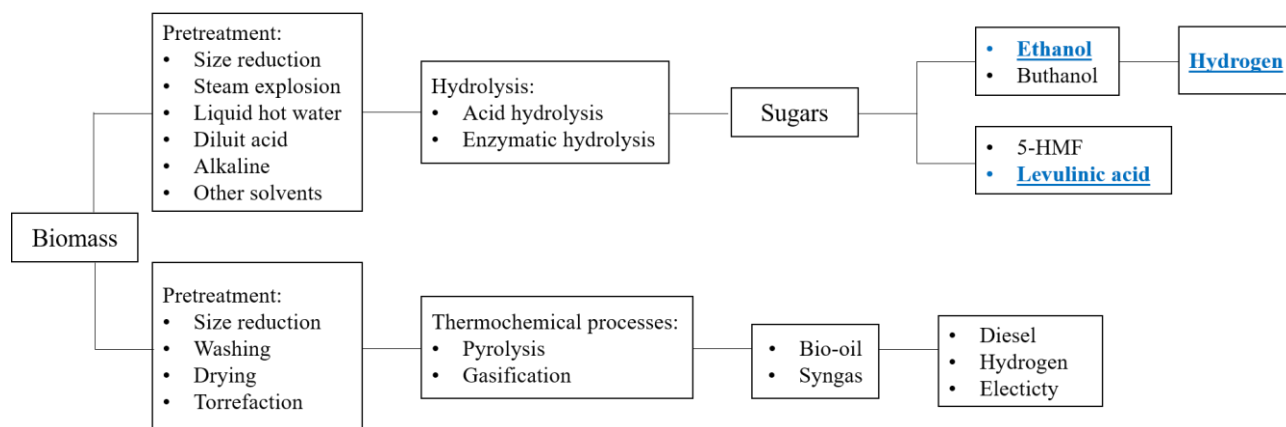 Biomass
Pretreatment:
• Size reduction
• Steam explosion
• Liquid hot water
• Diluit acid
• Alkaline
• Other solvents
Hydrolysis:
• Acid hydrolysis
• Enzymatic hydrolysis
Sugars
• Ethanol
• Buthanol
Hydrogen
• 5-HMF
• Levulinic acid
Pretreatment:
• Size reduction
• Washing
• Drying
• Torrefaction
Thermochemical processes:
• Pyrolysis
• Gasification
• Bio-oil
• Syngas
• Diesel
• Hydrogen
• Electicty